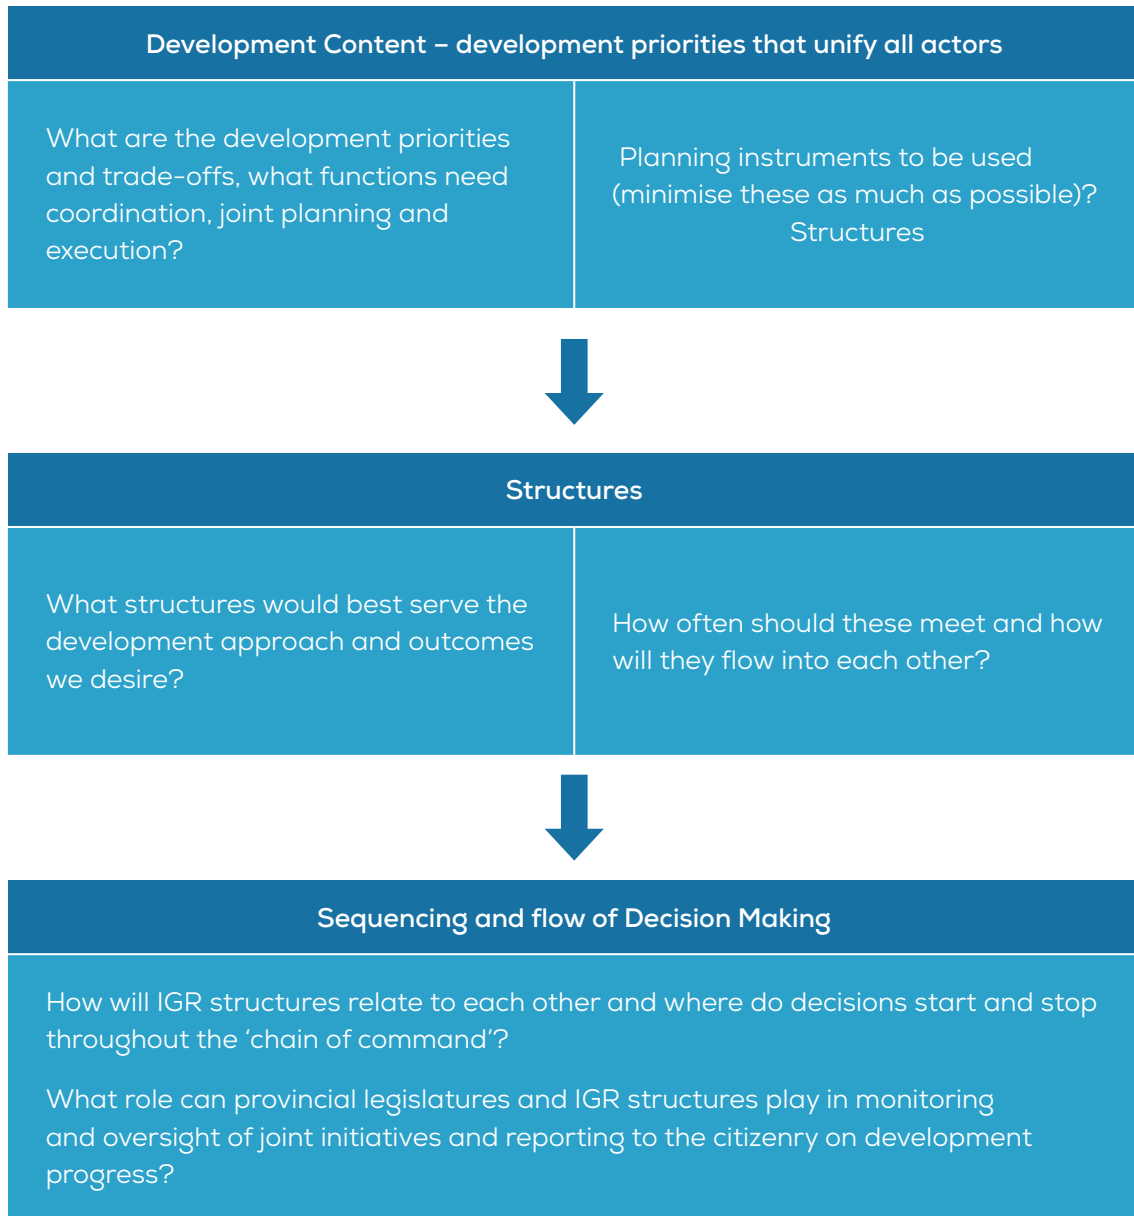 Development Content – development priorities that unify all actors
What are the development priorities
and trade-offs, what functions need
coordination, joint planning and
execution?
Planning instruments to be used
(minimise these as much as possible)?
Structures
Structures
What structures would best serve the
development approach and outcomes
we desire?
How often should these meet and how
will they flow into each other?
Sequencing and flow of Decision Making
How will IGR structures relate to each other and where do decisions start and stop
throughout the ‘chain of command’?
What role can provincial legislatures and IGR structures play in monitoring
and oversight of joint initiatives and reporting to the citizenry on development
progress?